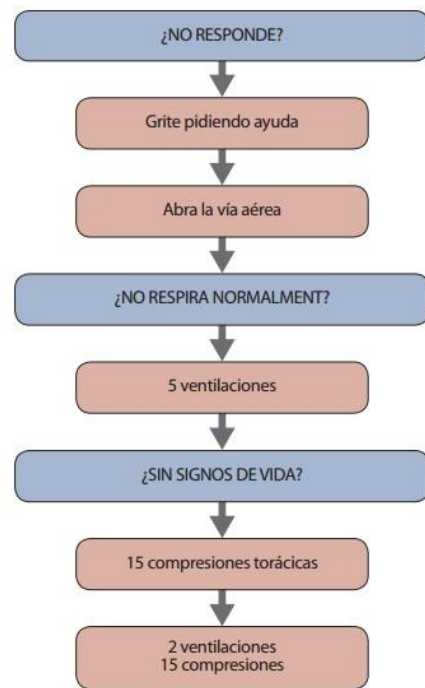 ¿NO RESPONDE?
Grite pidiendo ayuda
Abra la vía aérea
¿NO RESPIRA NORMALMENT?
5 ventilaciones
¿SIN SIGNOS DE VIDA?
15 compresiones torácicas
2 ventilaciones
15 compresiones